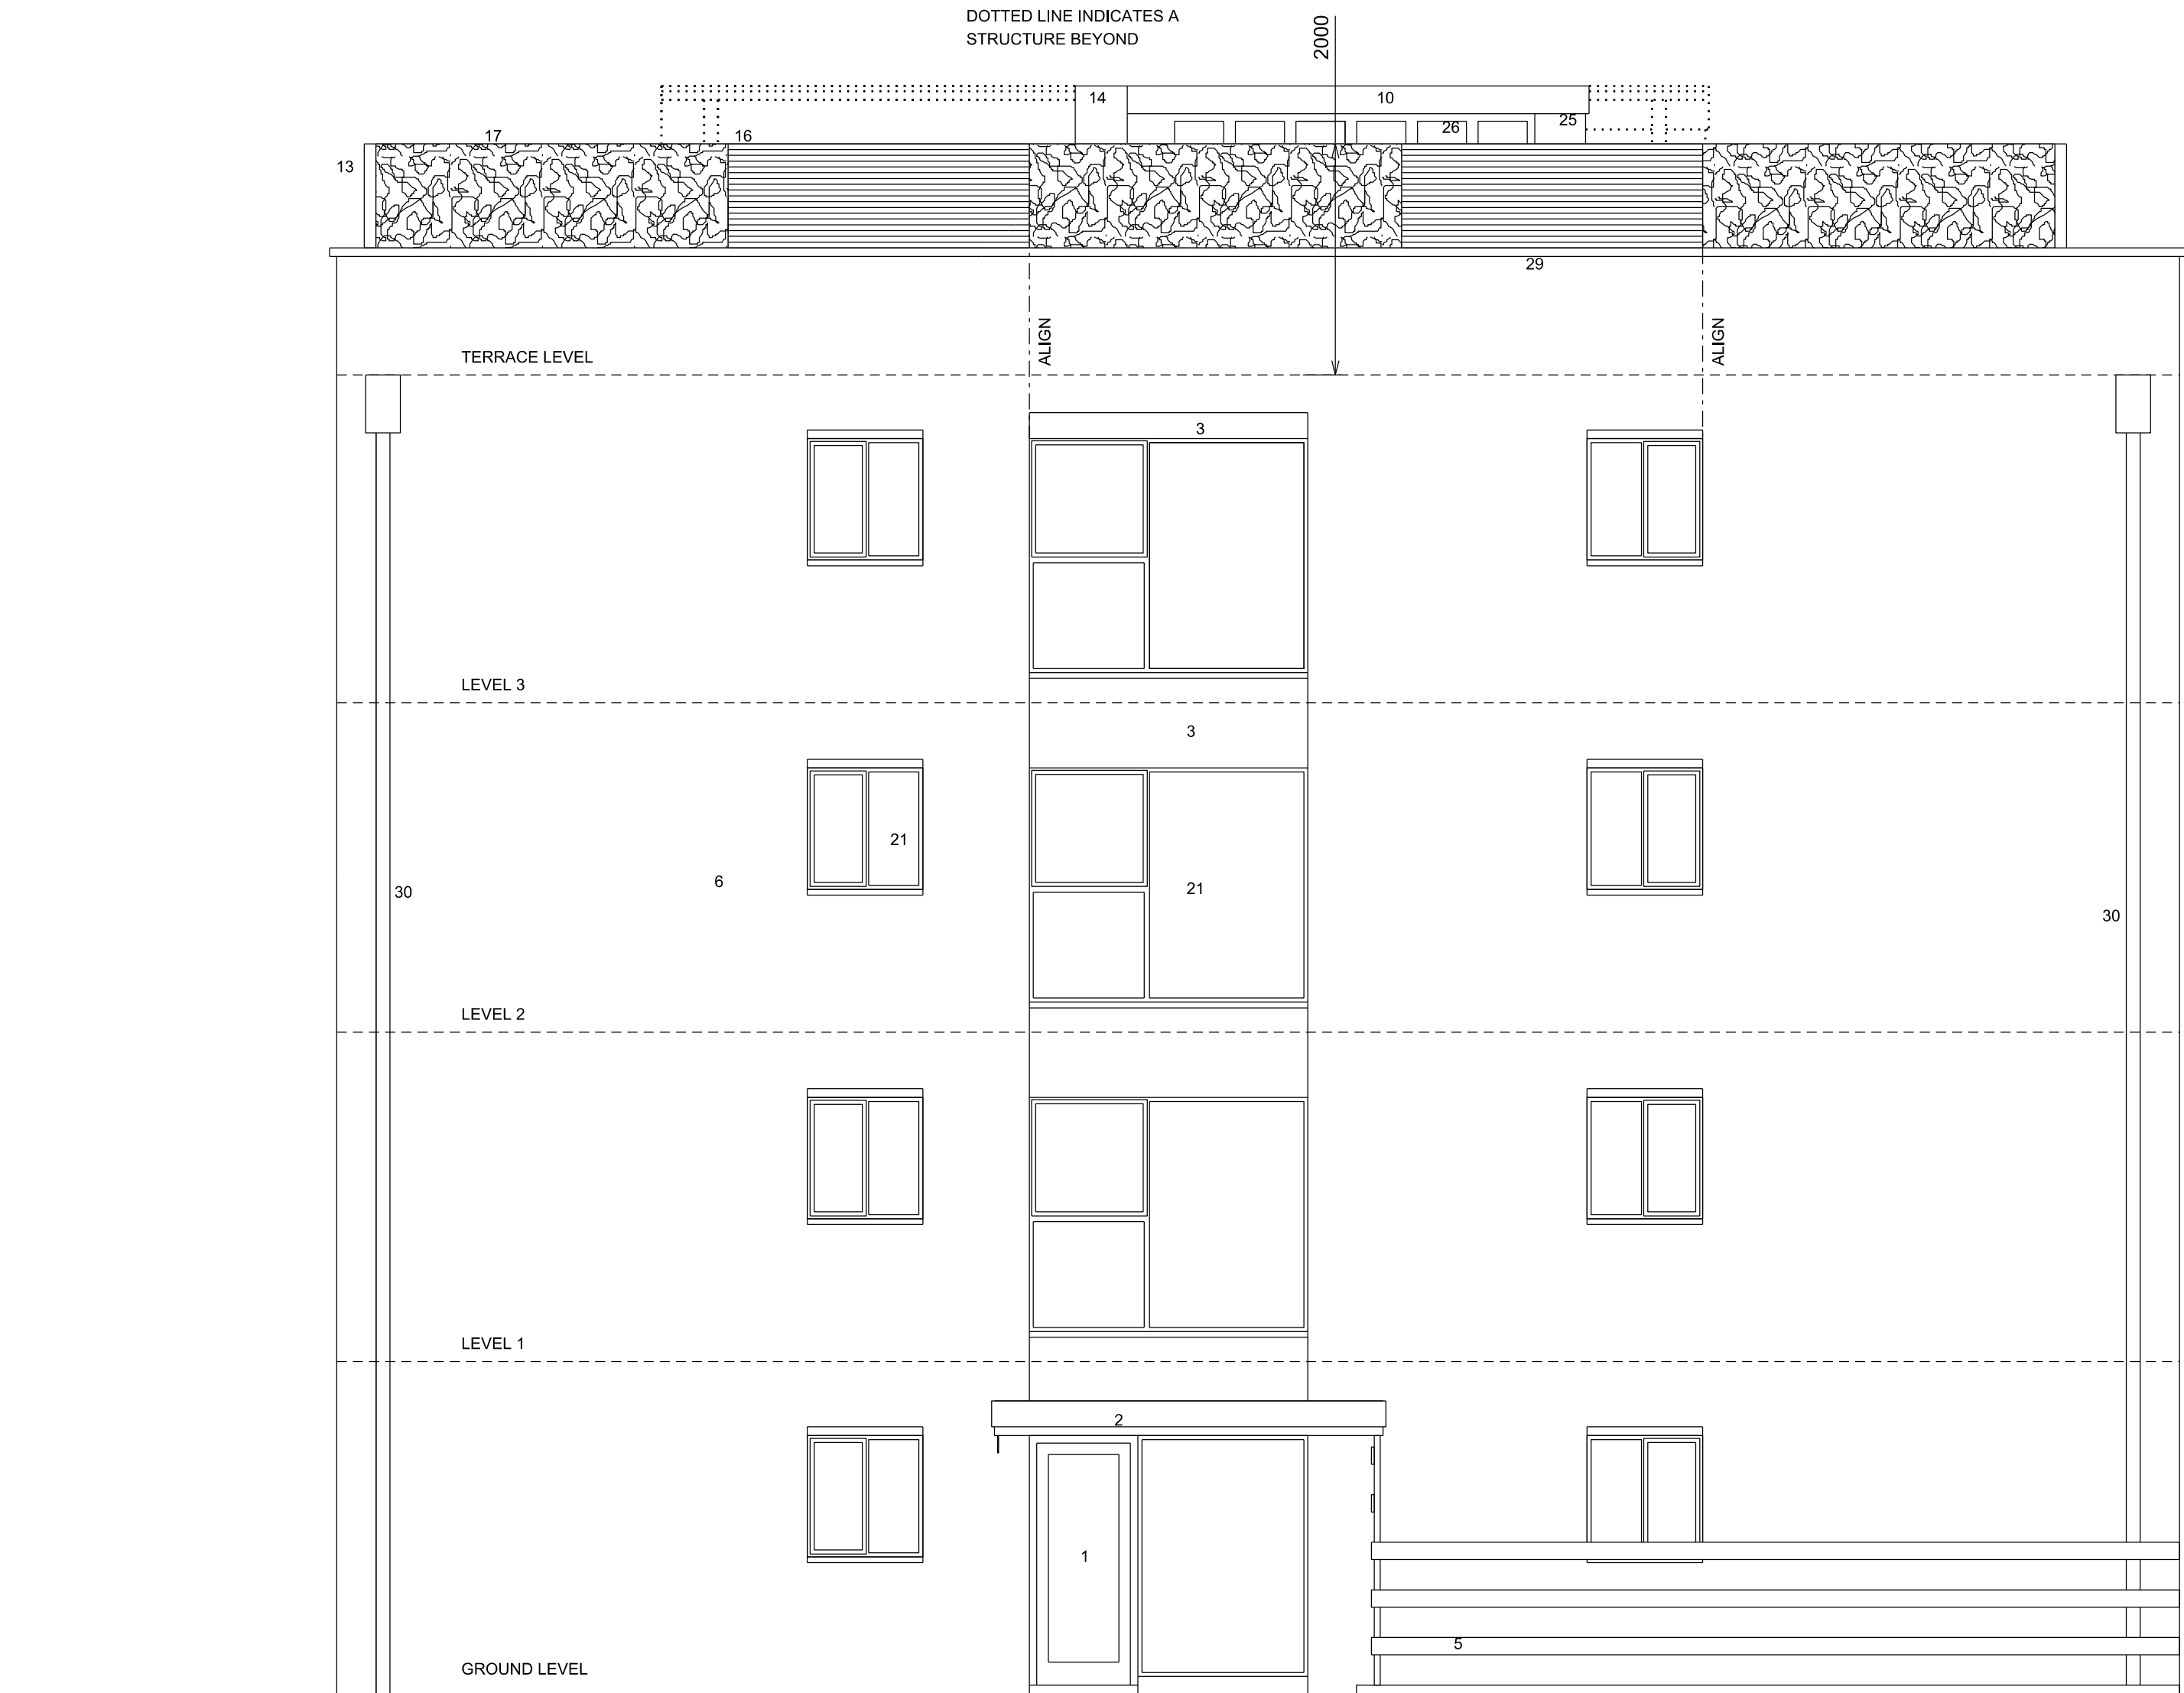 DOTTED LINE INDICATES A
STRUCTURE BEYOND
2000
14
10
17
16
26
25
13
29
ALIGN
ALIGN
TERRACE LEVEL
3
LEVEL 3
3
21
6
21
30
30
LEVEL 2
LEVEL 1
2
1
5
GROUND LEVEL